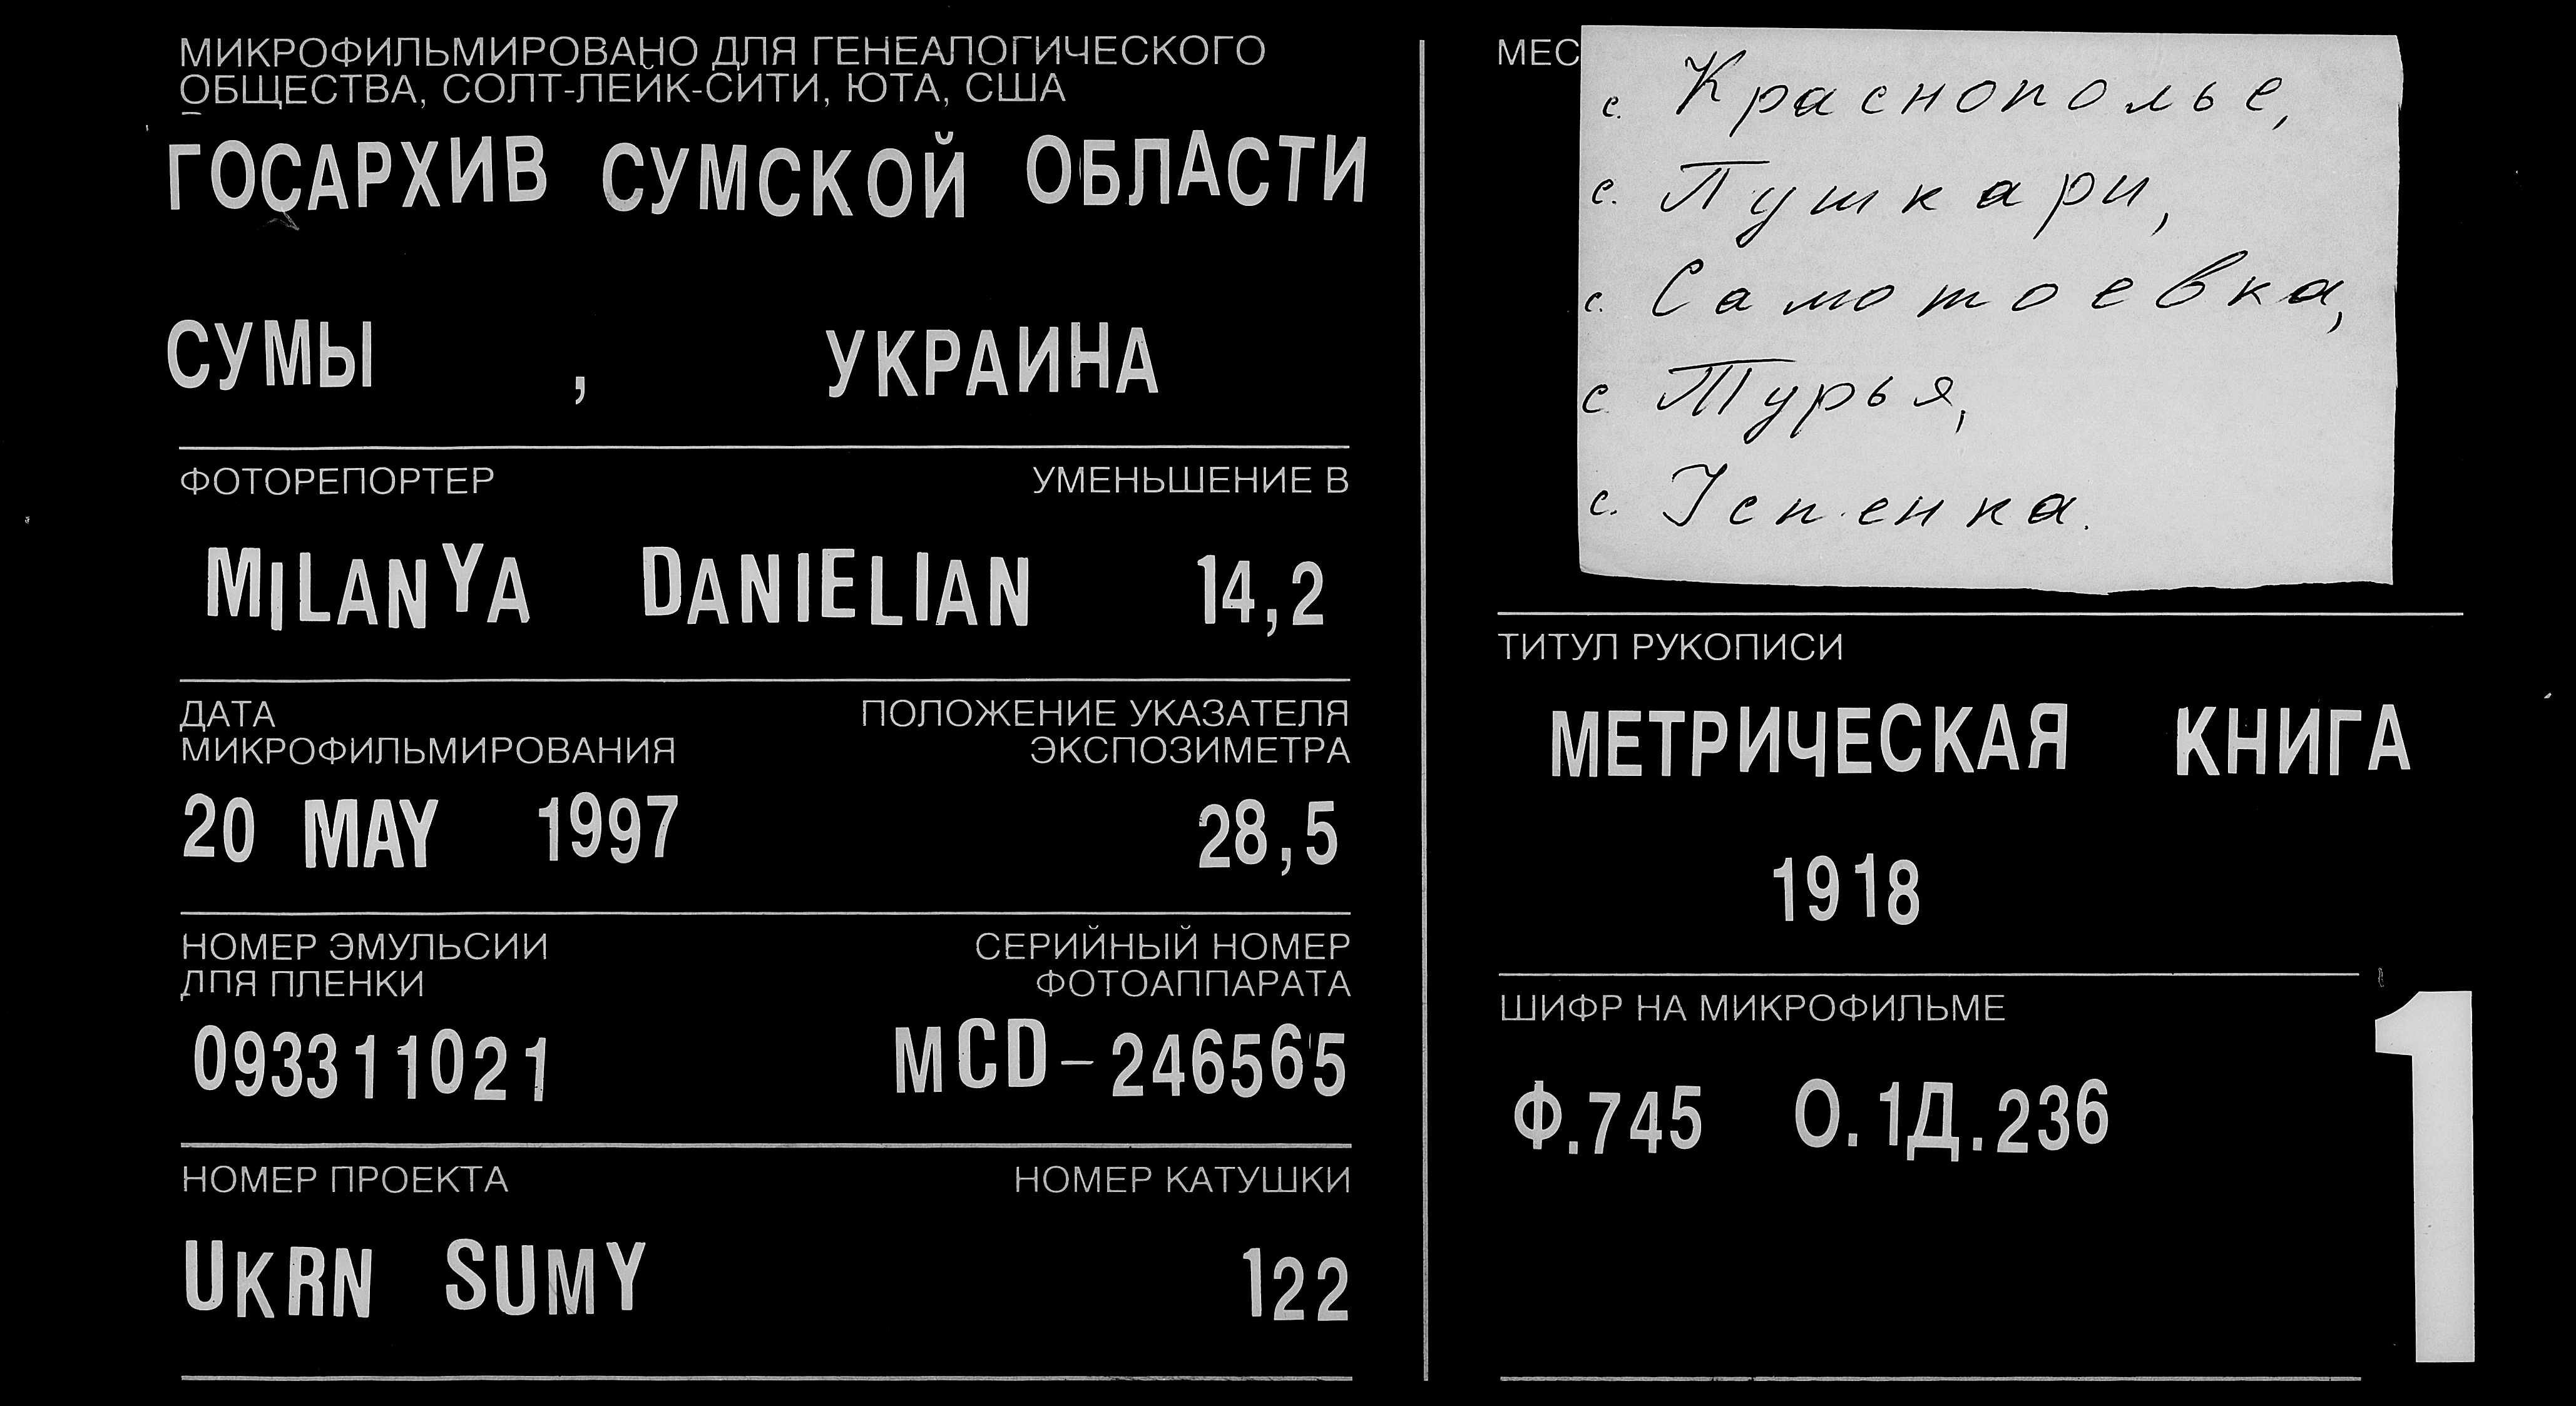 МИКРОФИЛЬМИРОВАНО ДЛЯ ГЕНЕАЛОГИЧЕСКОГО
ОБЩЕСТВА, СОЛТ-ЛЕЙК-СИТИ, ЮТА, США
ГОСАРХИВ СУМСКОЙ ОБЛАСТИ
СУМЫ , УКРАИНА
ФОТОРЕПОРТЕР УМЕНЬШЕНИЕ В
MILANYA DANIELIAN 14,2
ДАТА
МИКРОФИЛЬМИРОВАНИЯ
ПОЛОЖЕНИЕ УКАЗАТЕЛЯ
ЭКСПОЗИМЕТРА
20 MAY 1997 28,5
НОМЕР ЭМУЛЬСИИ
ДЛЯ ПЛЕНКИ
СЕРИЙНЫЙ НОМЕР
ФОТОАППАРАТА
093311021 MCD-246565
НОМЕР ПРОЕКТА НОМЕР КАТУШКИ
UKRN SUMY 122
МЕС
с. Краснополье,
с. Пушкари,
с. Самотоевка,
с. Турья,
с. Успенка.
ТИТУЛ РУКОПИСИ
МЕТРИЧЕСКАЯ КНИГА
1918
ШИФР НА МИКРОФИЛЬМЕ
Ф.745 О.1Д.236
1